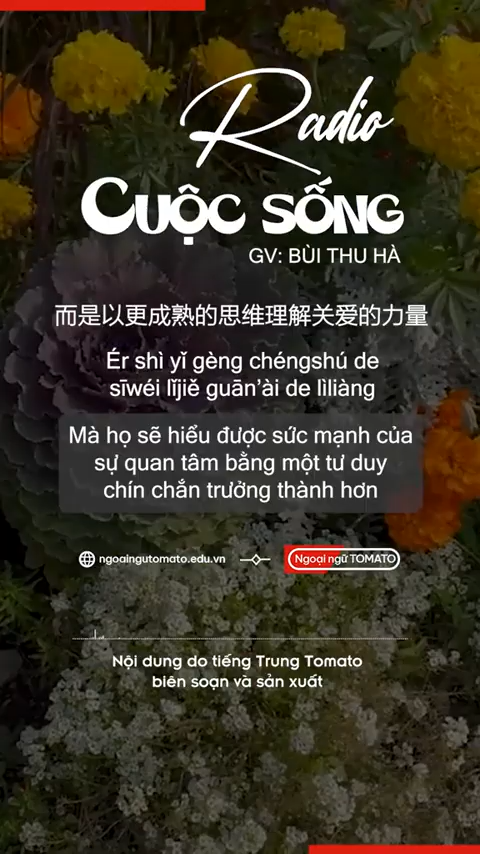 Radio
CUỘC SỐNG
GV: BÙI THU HÀ
而是以更成熟的思维理解关爱的力量
Ér shì yǐ gèng chéngshú de
sīwéi lǐjiě guān'ài de lìliàng
Mà họ sẽ hiểu được sức mạnh của
sự quan tâm bằng một tư duy
chín chắn trưởng thành hơn
ngoaingutomato.edu.vn
Ngoại ngữ TOMATO
Nội dung do tiếng Trung Tomato
biên soạn và sản xuất